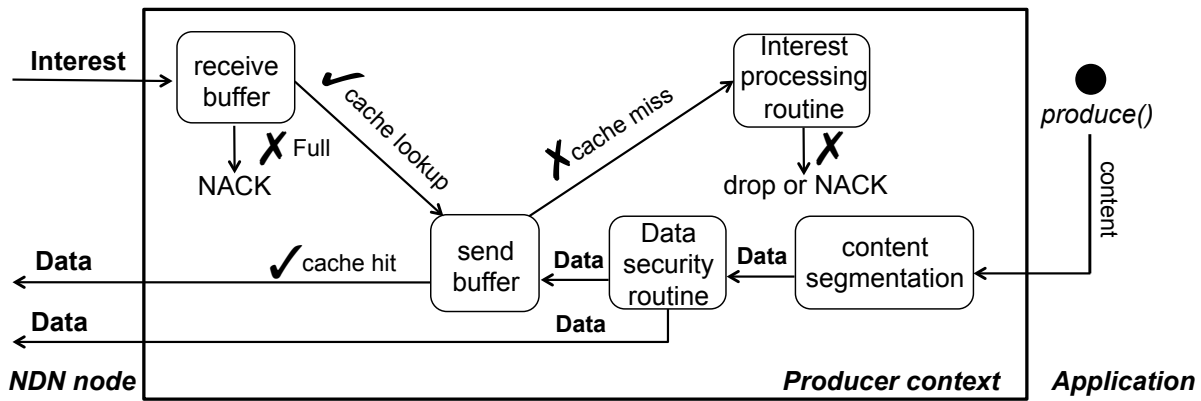 Interest
receive
buffer
Full
NACK
cache lookup
cache miss
Interest
processing
routine
drop or NACK
produce()
content
send
buffer
Data
security
routine
content
segmentation
Data
Data
cache hit
Data
Data
Data
NDN node
Producer context
Application